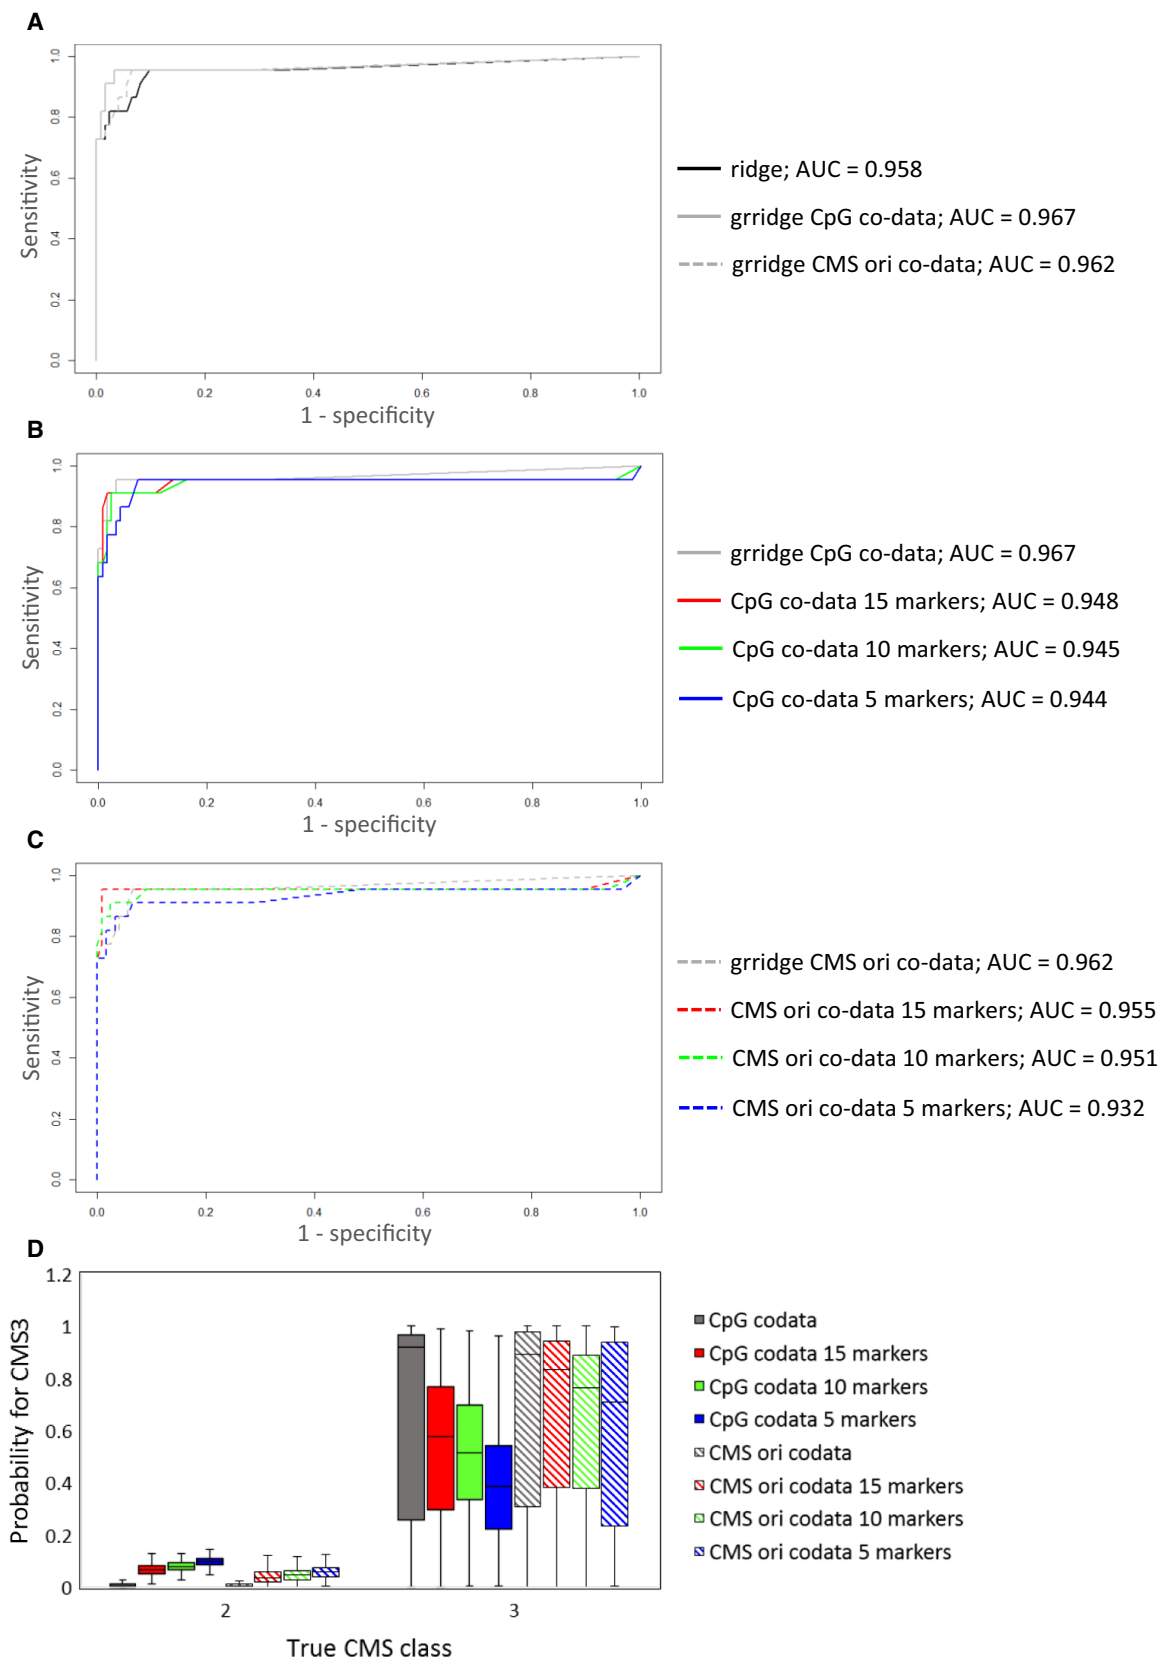 A
1.0
0.8
0.6
0.4
0.2
0.0
Sensitivity
0.0 0.2 0.4 0.6 0.8 1.0
1 - specificity
ridge; AUC = 0.958
grridge CpG co-data; AUC = 0.967
grridge CMS ori co-data; AUC = 0.962
B
1.0
0.8
0.6
0.4
0.2
0.0
Sensitivity
0.0 0.2 0.4 0.6 0.8 1.0
1 - specificity
grridge CpG co-data; AUC = 0.967
CpG co-data 15 markers; AUC = 0.948
CpG co-data 10 markers; AUC = 0.945
CpG co-data 5 markers; AUC = 0.944
C
1.0
0.8
0.6
0.4
0.2
0.0
Sensitivity
0.0 0.2 0.4 0.6 0.8 1.0
1 - specificity
grridge CMS ori co-data; AUC = 0.962
CMS ori co-data 15 markers; AUC = 0.955
CMS ori co-data 10 markers; AUC = 0.951
CMS ori co-data 5 markers; AUC = 0.932
D
1.2
1
0.8
0.6
0.4
0.2
0
Probability for CMS3
2 3
True CMS class
CpG codata
CpG codata 15 markers
CpG codata 10 markers
CpG codata 5 markers
CMS ori codata
CMS ori codata 15 markers
CMS ori codata 10 markers
CMS ori codata 5 markers